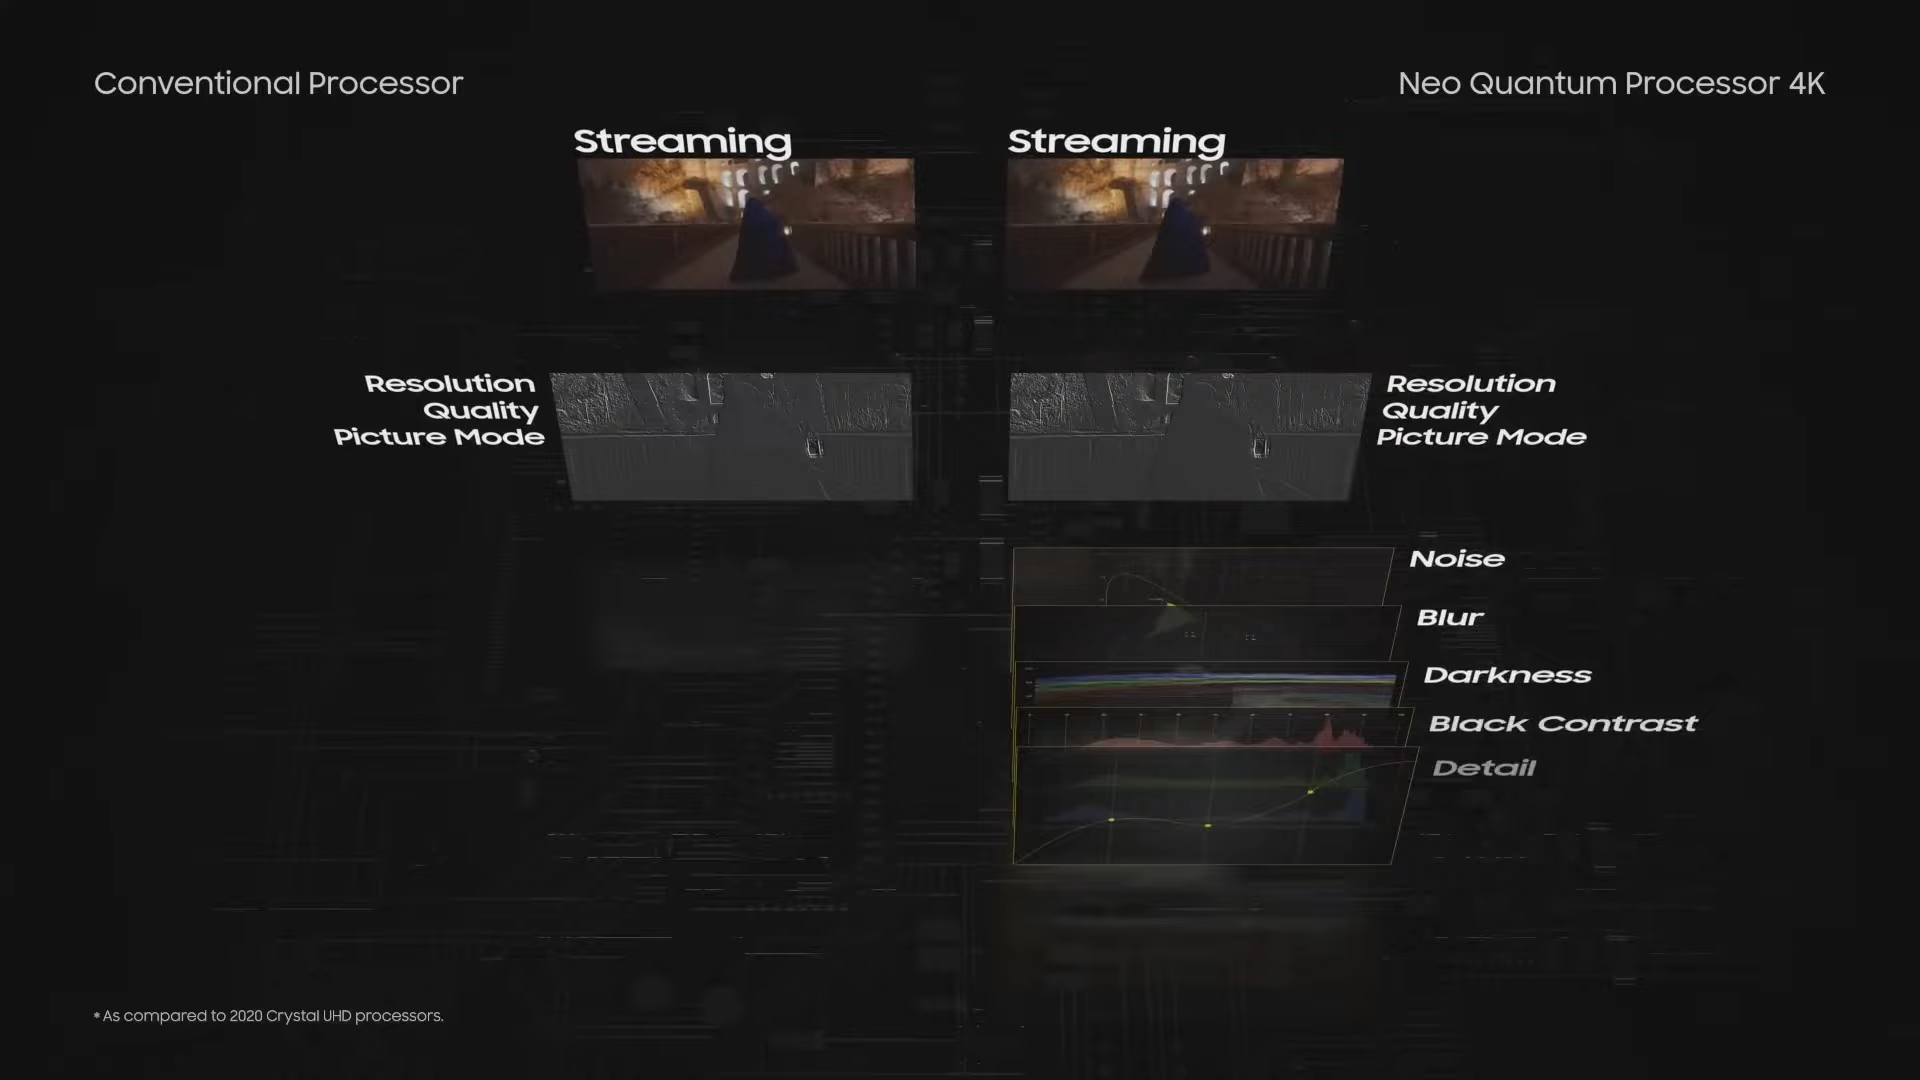 Conventional Processor
Neo Quantum Processor 4K
Streaming
Streaming
Resolution
Quality
Picture Mode
Resolution
Quality
Picture Mode
Noise
Blur
Darkness
Black Contrast
Detail
* As compared to 2020 Crystal UHD processors.